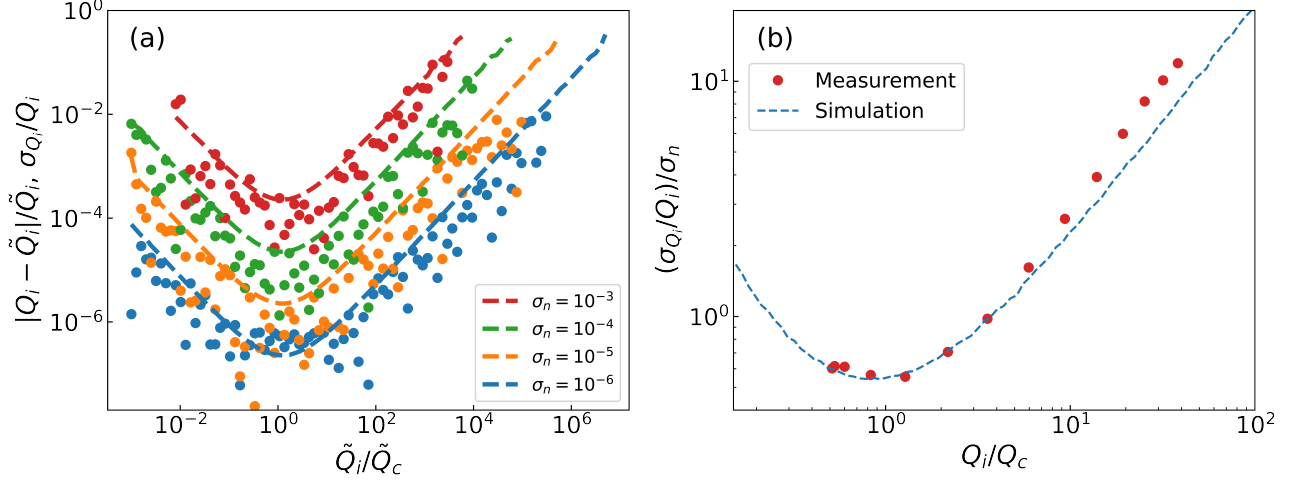 (a)
|Q_i − Q̃_i|/Q̃_i, σ_{Q_i}/Q_i
10^0
10^{−2}
10^{−4}
10^{−6}
σ_n = 10^{−3}
σ_n = 10^{−4}
σ_n = 10^{−5}
σ_n = 10^{−6}
10^{−2} 10^0 10^2 10^4 10^6
Q̃_i/Q̃_c
(b)
(σ_{Q_i}/Q_i)/σ_n
10^1
10^0
Measurement
Simulation
10^0 10^1 10^2
Q_i/Q_c